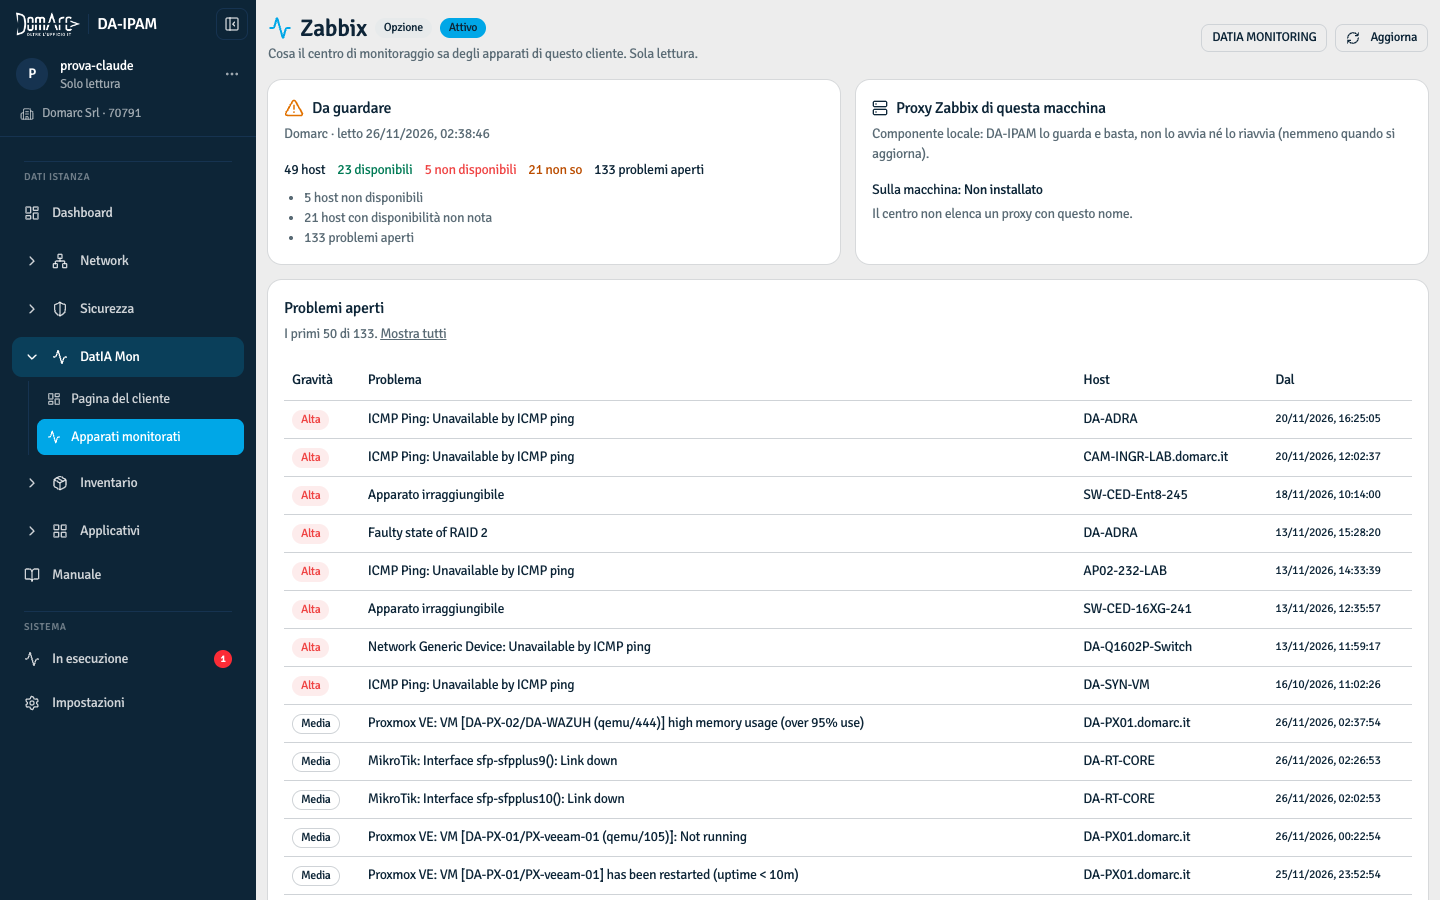 DomArc
OLTRE L'UFFICIO IT
DA-IPAM
P
prova-claude
Solo lettura
Domarc Srl · 70791
DATI ISTANZA
Dashboard
Network
Sicurezza
DatIA Mon
Pagina del cliente
Apparati monitorati
Inventario
Applicativi
Manuale
SISTEMA
In esecuzione
1
Impostazioni
Zabbix
Opzione
Attivo
Cosa il centro di monitoraggio sa degli apparati di questo cliente. Sola lettura.
DATIA MONITORING
Aggiorna
Da guardare
Domarc · letto 26/11/2026, 02:38:46
49 host 23 disponibili 5 non disponibili 21 non so 133 problemi aperti
• 5 host non disponibili
• 21 host con disponibilità non nota
• 133 problemi aperti
Proxy Zabbix di questa macchina
Componente locale: DA-IPAM lo guarda e basta, non lo avvia né lo riavvia (nemmeno quando si
aggiorna).
Sulla macchina: Non installato
Il centro non elenca un proxy con questo nome.
Problemi aperti
I primi 50 di 133. Mostra tutti
Gravità Problema Host Dal
Alta ICMP Ping: Unavailable by ICMP ping DA-ADRA 20/11/2026, 16:25:05
Alta ICMP Ping: Unavailable by ICMP ping CAM-INGR-LAB.domarc.it 20/11/2026, 12:02:37
Alta Apparato irraggiungibile SW-CED-Ent8-245 18/11/2026, 10:14:00
Alta Faulty state of RAID 2 DA-ADRA 13/11/2026, 15:28:20
Alta ICMP Ping: Unavailable by ICMP ping AP02-232-LAB 13/11/2026, 14:33:39
Alta Apparato irraggiungibile SW-CED-16XG-241 13/11/2026, 12:35:57
Alta Network Generic Device: Unavailable by ICMP ping DA-Q1602P-Switch 13/11/2026, 11:59:17
Alta ICMP Ping: Unavailable by ICMP ping DA-SYN-VM 16/10/2026, 11:02:26
Media Proxmox VE: VM [DA-PX-02/DA-WAZUH (qemu/444)] high memory usage (over 95% use) DA-PX01.domarc.it 26/11/2026, 02:37:54
Media MikroTik: Interface sfp-sfpplus9(): Link down DA-RT-CORE 26/11/2026, 02:26:53
Media MikroTik: Interface sfp-sfpplus10(): Link down DA-RT-CORE 26/11/2026, 02:02:53
Media Proxmox VE: VM [DA-PX-01/PX-veeam-01 (qemu/105)]: Not running DA-PX01.domarc.it 26/11/2026, 00:22:54
Media Proxmox VE: VM [DA-PX-01/PX-veeam-01] has been restarted (uptime < 10m) DA-PX01.domarc.it 25/11/2026, 23:52:54